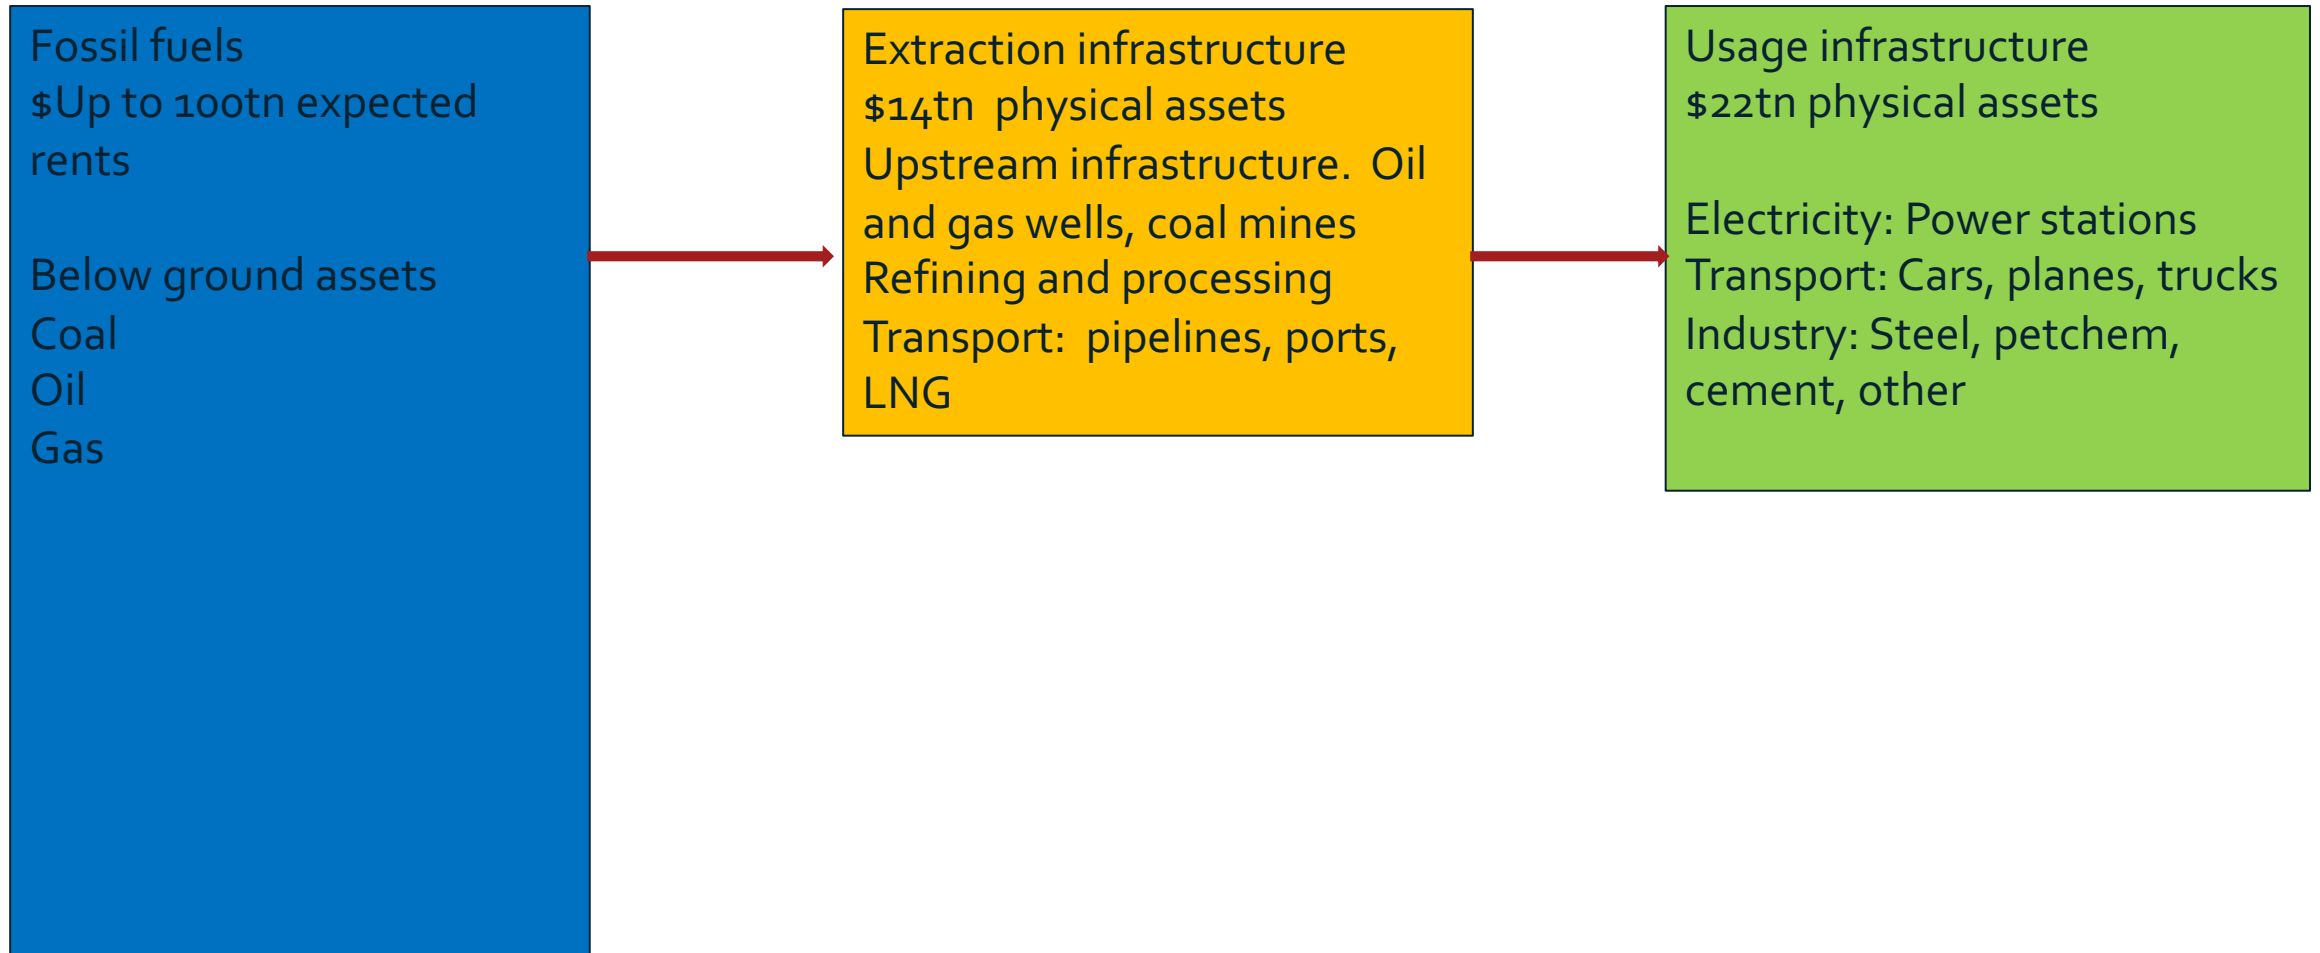 Fossil fuels
$Up to 100tn expected
rents
Below ground assets
Coal
Oil
Gas
Extraction infrastructure
$14tn  physical assets
Upstream infrastructure.  Oil
and gas wells, coal mines
Refining and processing
Transport:  pipelines, ports,
LNG
Usage infrastructure
$22tn physical assets
Electricity: Power stations
Transport: Cars, planes, trucks
Industry: Steel, petchem,
cement, other